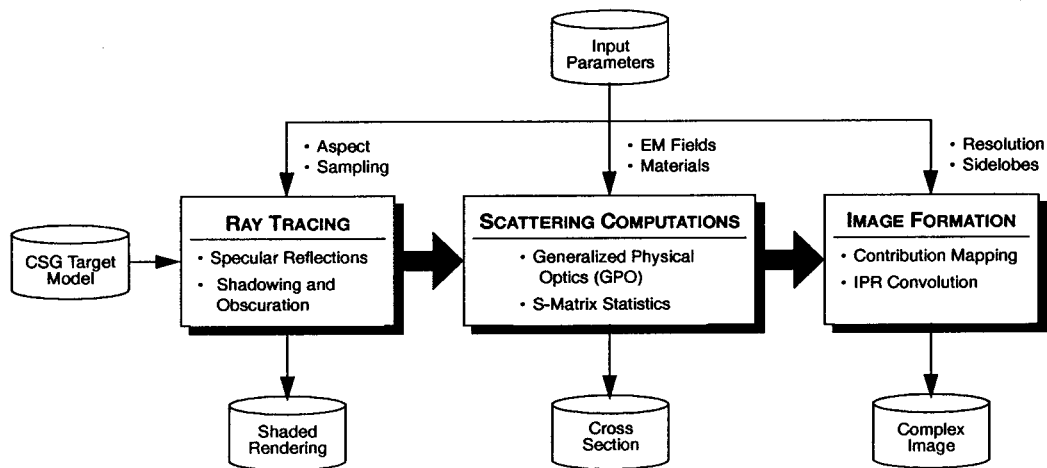 Input
Parameters
• Aspect
• Sampling
• EM Fields
• Materials
• Resolution
• Sidelobes
CSG Target
Model
RAY TRACING
• Specular Reflections
• Shadowing and
Obscuration
SCATTERING COMPUTATIONS
• Generalized Physical
Optics (GPO)
• S-Matrix Statistics
IMAGE FORMATION
• Contribution Mapping
• IPR Convolution
Shaded
Rendering
Cross
Section
Complex
Image